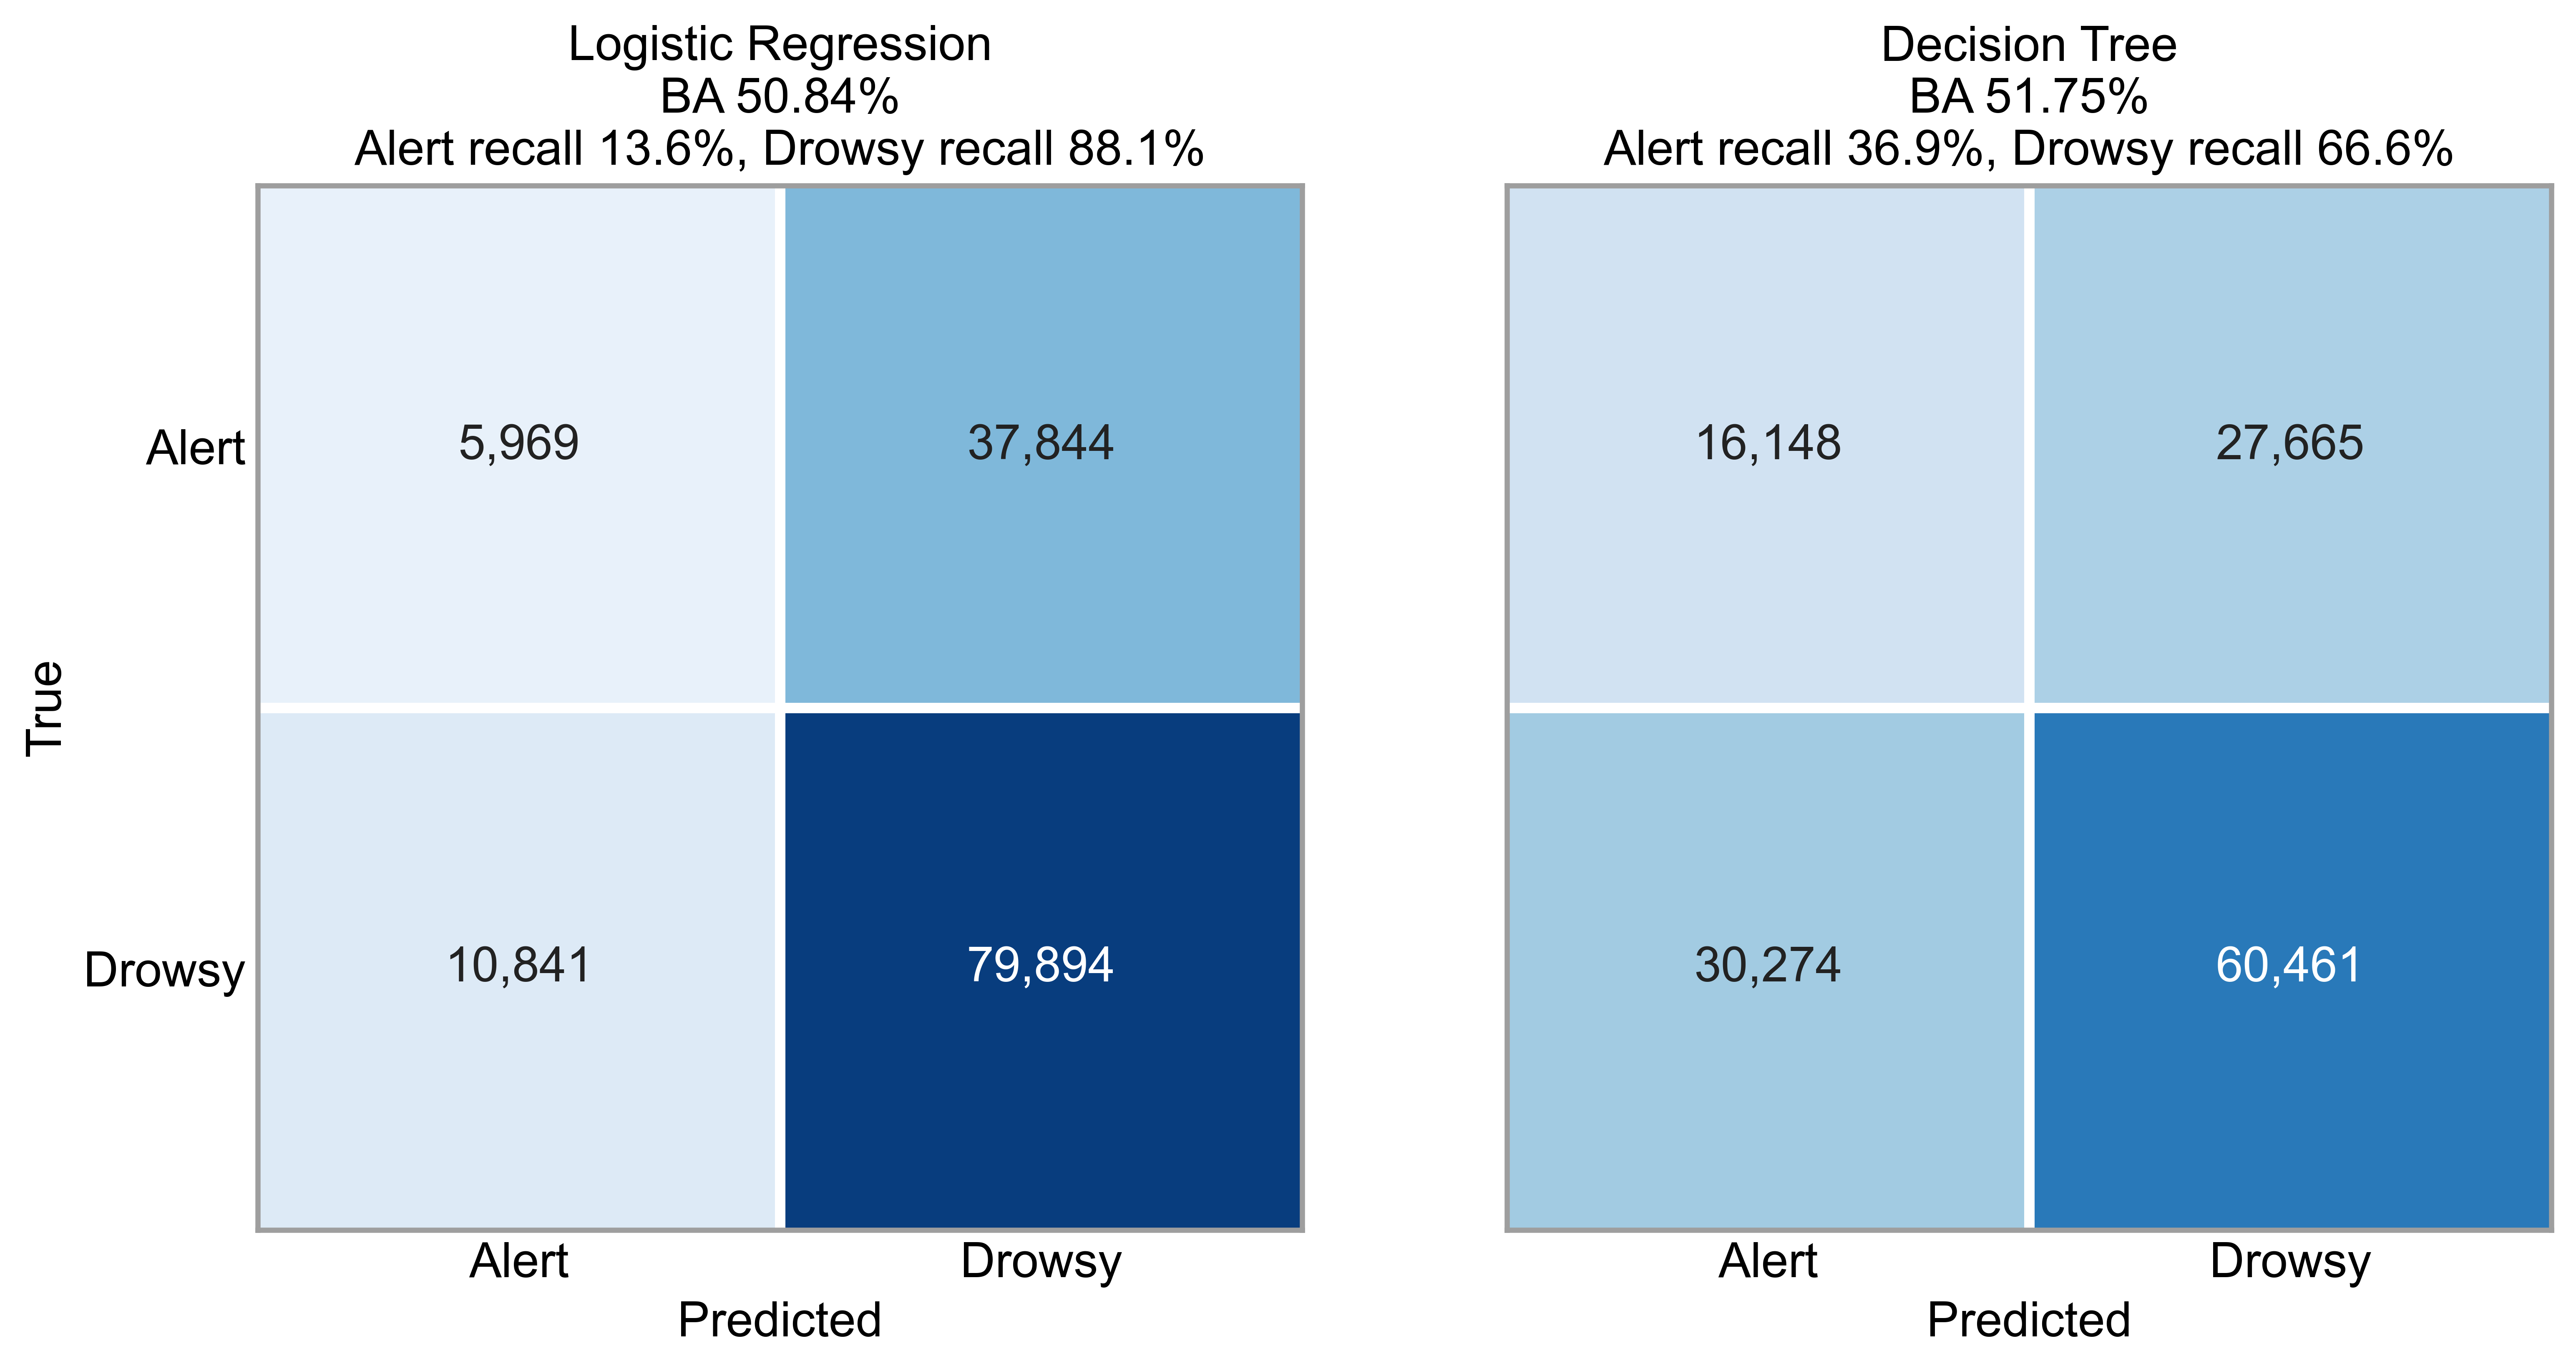 Logistic Regression
BA 50.84%
Alert recall 13.6%, Drowsy recall 88.1%
True
Alert
5,969
37,844
Drowsy
10,841
79,894
Alert
Drowsy
Predicted
Decision Tree
BA 51.75%
Alert recall 36.9%, Drowsy recall 66.6%
16,148
27,665
30,274
60,461
Alert
Drowsy
Predicted